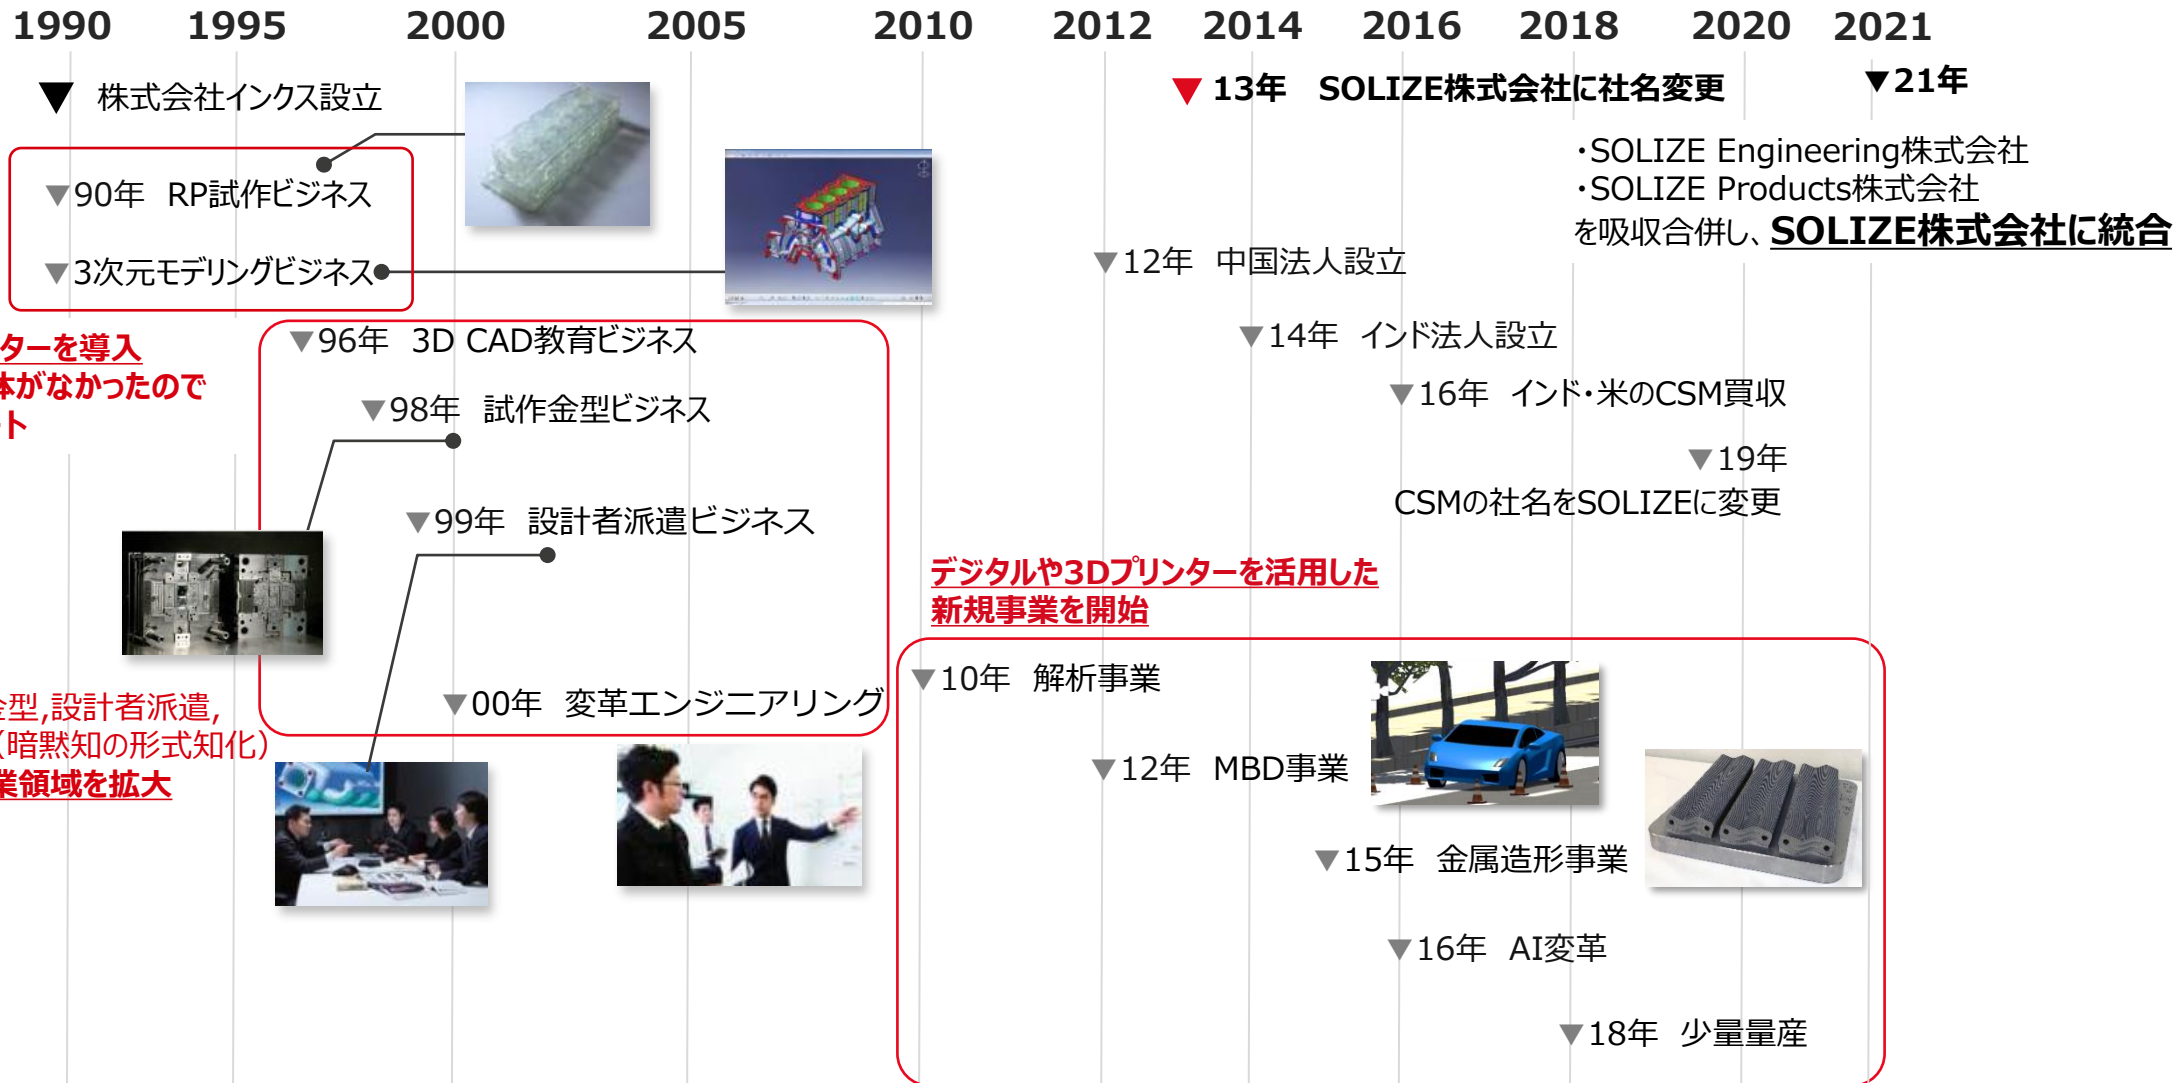 1990 1995 2000 2005 2010 2012 2014 2016 2018 2020 2021
▼ 株式会社インクス設立
▼90年 RP試作ビジネス
▼3次元モデリングビジネス
ターを導入
体がなかったので
ート
▼96年 3D CAD教育ビジネス
▼98年 試作金型ビジネス
▼99年 設計者派遣ビジネス
▼00年 変革エンジニアリング
金型,設計者派遣,
(暗黙知の形式知化)
業領域を拡大
▼ 13年 SOLIZE株式会社に社名変更
▼21年
・SOLIZE Engineering株式会社
・SOLIZE Products株式会社
を吸収合併し、SOLIZE株式会社に統合
▼12年 中国法人設立
▼14年 インド法人設立
▼16年 インド・米のCSM買収
▼19年
CSMの社名をSOLIZEに変更
デジタルや3Dプリンターを活用した
新規事業を開始
▼10年 解析事業
▼12年 MBD事業
▼15年 金属造形事業
▼16年 AI変革
▼18年 少量量産